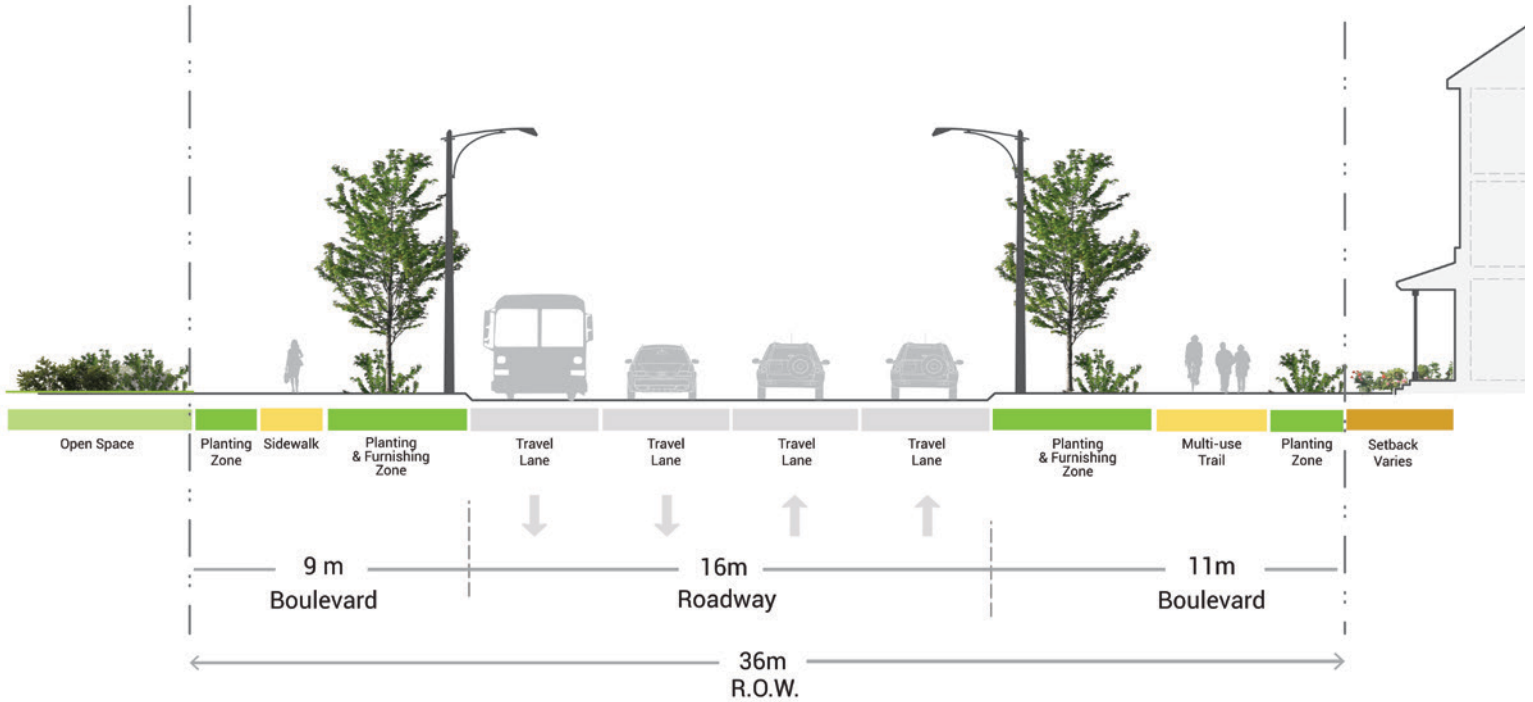 Open Space
Planting
Zone
Sidewalk
Planting
& Furnishing
Zone
Travel
Lane
Travel
Lane
Travel
Lane
Travel
Lane
Planting
& Furnishing
Zone
Multi-use
Trail
Planting
Zone
Setback
Varies
9 m
Boulevard
16m
Roadway
11m
Boulevard
36m
R.O.W.